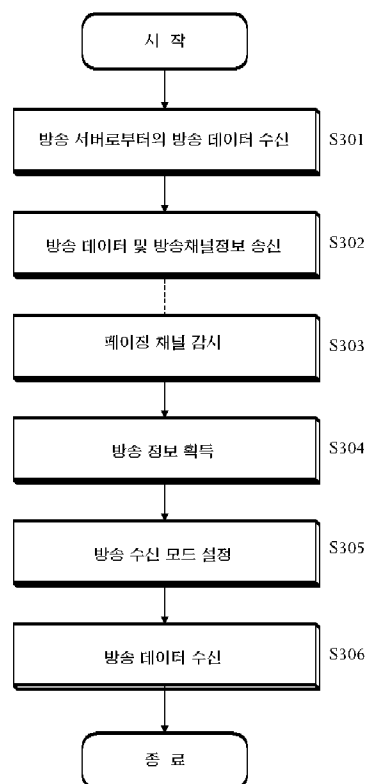 시 작
방송 서버로부터의 방송 데이터 수신 S301
방송 데이터 및 방송채널정보 송신 S302
페이징 채널 감시 S303
방송 정보 획득 S304
방송 수신 모드 설정 S305
방송 데이터 수신 S306
종 료